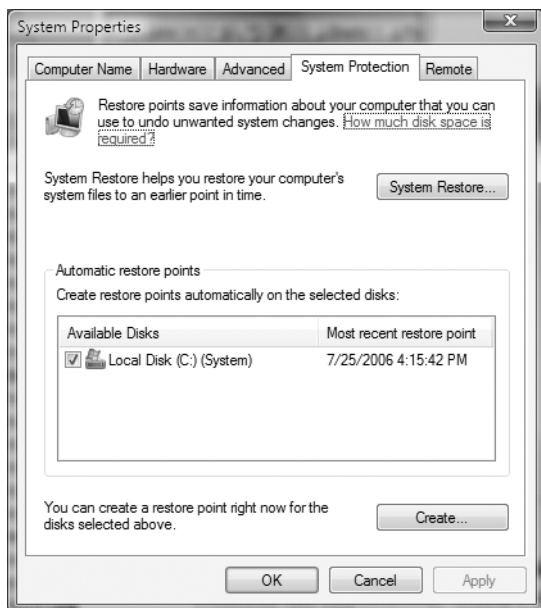 System Properties
Computer Name
Hardware
Advanced
System Protection
Remote
Restore points save information about your computer that you can
use to undo unwanted system changes. How much disk space is
required?
System Restore helps you restore your computer's
system files to an earlier point in time.
System Restore...
Automatic restore points
Create restore points automatically on the selected disks:
Available Disks
Most recent restore point
Local Disk (C:) (System)
7/25/2006 4:15:42 PM
You can create a restore point right now for the
disks selected above.
Create...
OK
Cancel
Apply